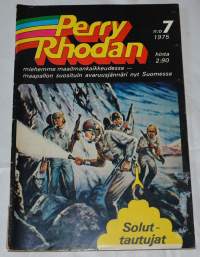 Perry
Rhodan
n:o 7
1975
miehemme maailmankaikkeudessa —
maapallon suosituin avaruusjännäri nyt Suomessa
hinta
2:90
Solut-
tautujat